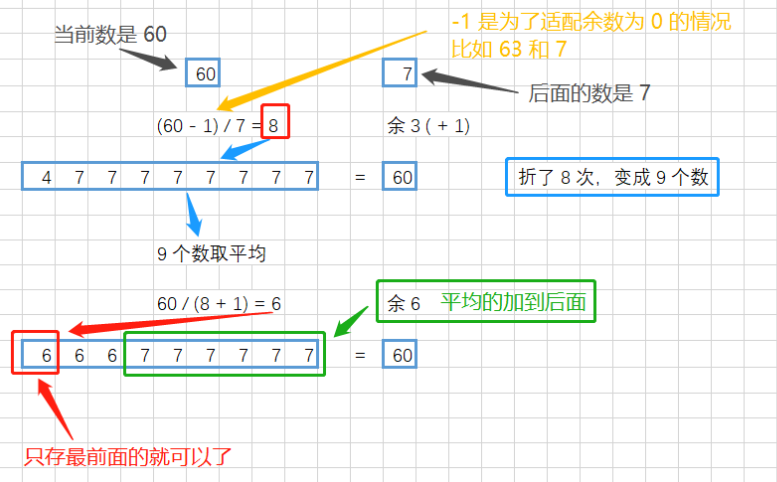 -1 是为了适配余数为 0 的情况
比如 63 和 7
当前数是 60
60
7
后面的数是 7
(60 - 1) / 7 = 8
余 3 ( + 1)
4 7 7 7 7 7 7 7 7 = 60
折了 8 次，变成 9 个数
9 个数取平均
60 / (8 + 1) = 6
余 6 平均的加到后面
6 6 6 7 7 7 7 7 7 = 60
只存最前面的就可以了